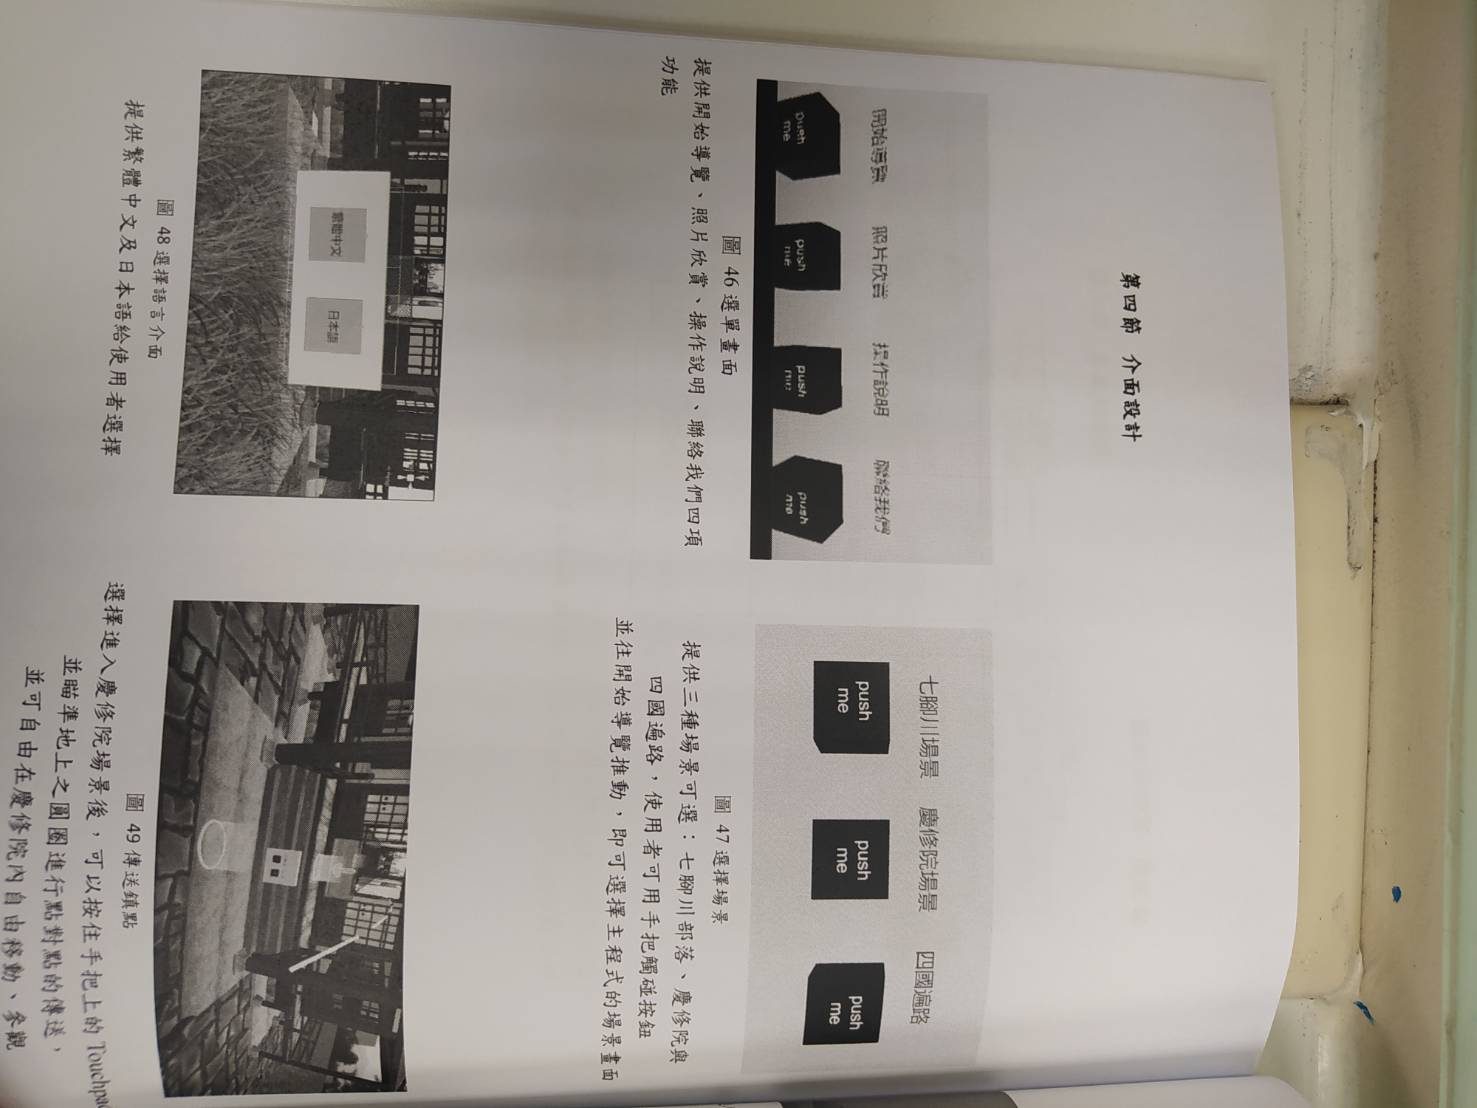 第四節 介面設計
開始導覽 照片欣賞 操作說明 聯絡我們
push me push me push me push me
圖 46 選單畫面
提供開始導覽、照片欣賞、操作說明、聯絡我們四項
功能
七腳川場景 慶修院場景 四國遍路
push me push me push me
圖 47 選擇場景
提供三種場景可選：七腳川部落、慶修院與
四國遍路，使用者可用手把觸碰按鈕
並往開始導覽推動，即可選擇主程式的場景畫面
繁體中文 日本語
圖 48 選擇語言介面
提供繁體中文及日本語給使用者選擇
圖 49 傳送鎮點
選擇進入慶修院場景後，可以按住手把上的 Touchpad
並瞄準地上之圓圈進行點對點的傳送，
並可自由在慶修院內自由移動、參觀